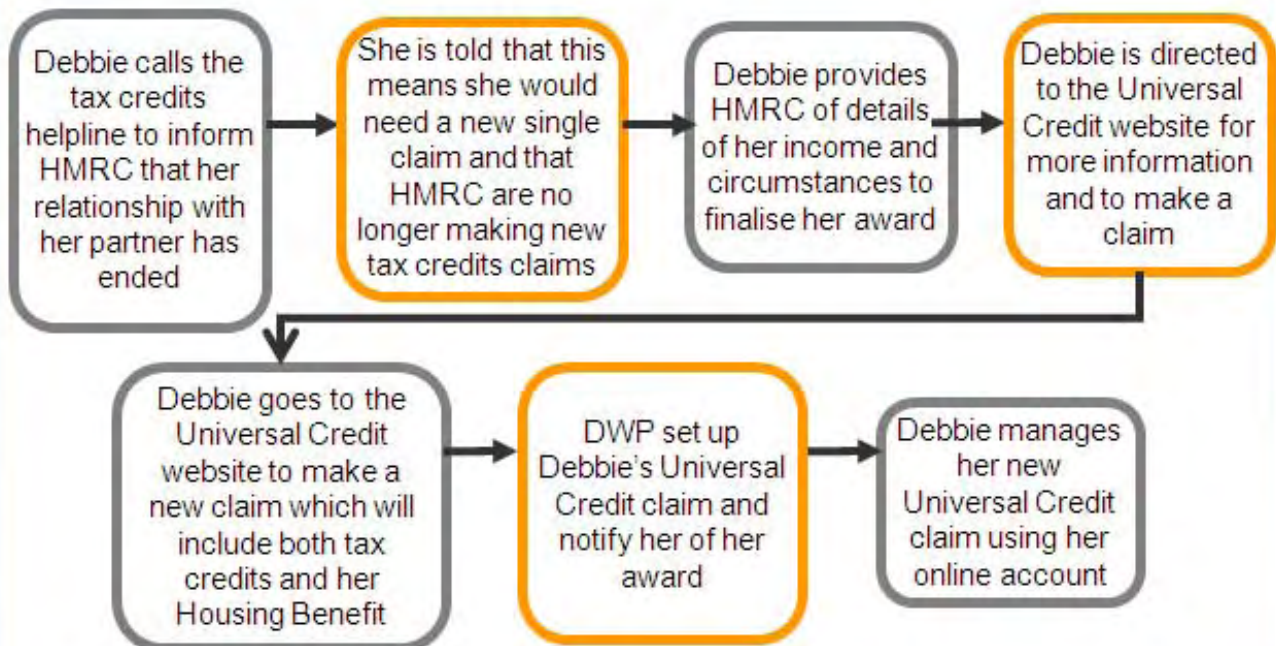 Debbie calls the
tax credits
helpline to inform
HMRC that her
relationship with
her partner has
ended
She is told that this
means she would
need a new single
claim and that
HMRC are no
longer making new
tax credits claims
Debbie provides
HMRC of details
of her income and
circumstances to
finalise her award
Debbie is directed
to the Universal
Credit website for
more information
and to make a
claim
Debbie goes to the
Universal Credit
website to make a
new claim which will
include both tax
credits and her
Housing Benefit
DWP set up
Debbie's Universal
Credit claim and
notify her of her
award
Debbie manages
her new
Universal Credit
claim using her
online account